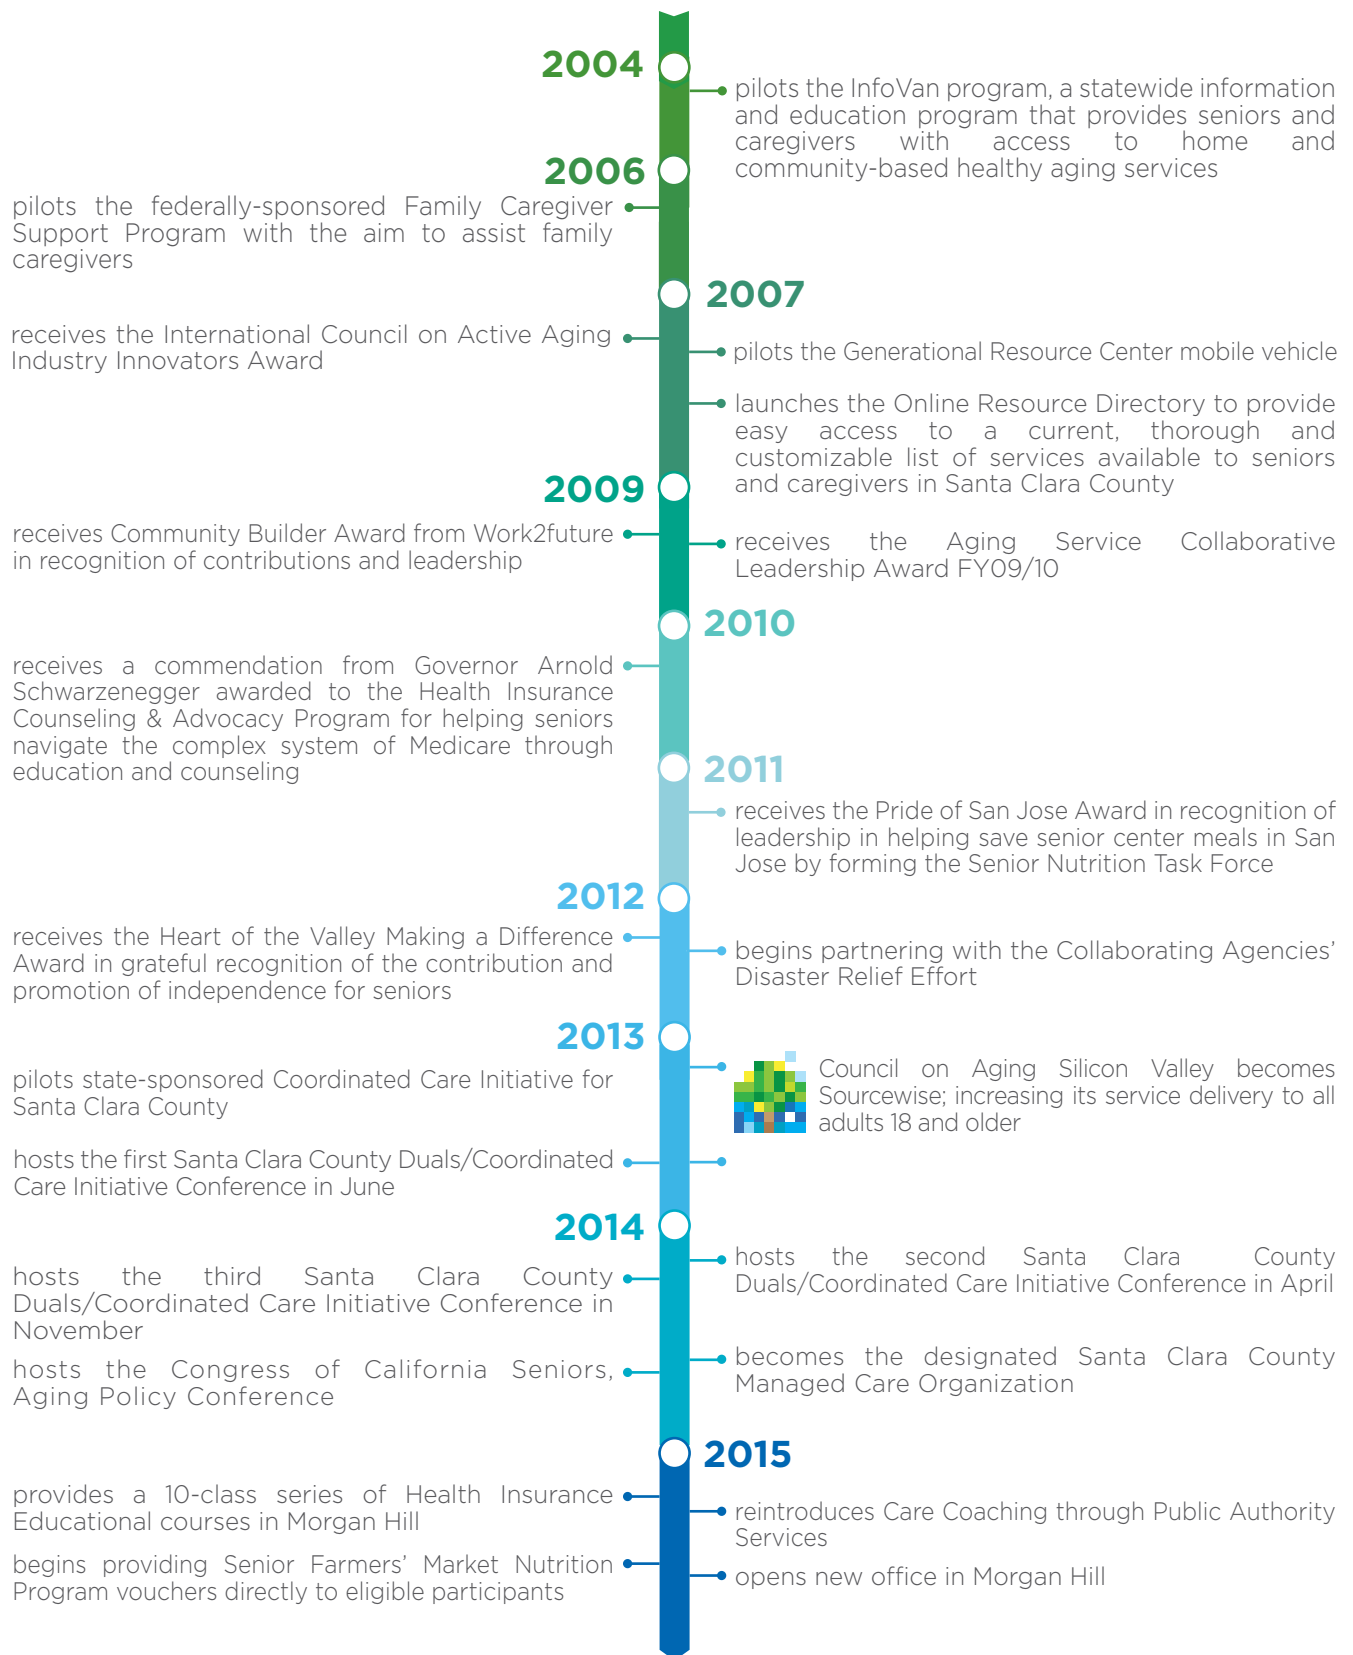 2004
pilots the InfoVan program, a statewide information
and education program that provides seniors and
caregivers with access to home and
community-based healthy aging services
2006
pilots the federally-sponsored Family Caregiver
Support Program with the aim to assist family
caregivers
2007
receives the International Council on Active Aging
Industry Innovators Award
pilots the Generational Resource Center mobile vehicle
launches the Online Resource Directory to provide
easy access to a current, thorough and
customizable list of services available to seniors
and caregivers in Santa Clara County
2009
receives Community Builder Award from Work2future
in recognition of contributions and leadership
receives the Aging Service Collaborative
Leadership Award FY09/10
2010
receives a commendation from Governor Arnold
Schwarzenegger awarded to the Health Insurance
Counseling & Advocacy Program for helping seniors
navigate the complex system of Medicare through
education and counseling
2011
receives the Pride of San Jose Award in recognition of
leadership in helping save senior center meals in San
Jose by forming the Senior Nutrition Task Force
2012
receives the Heart of the Valley Making a Difference
Award in grateful recognition of the contribution and
promotion of independence for seniors
begins partnering with the Collaborating Agencies’
Disaster Relief Effort
2013
pilots state-sponsored Coordinated Care Initiative for
Santa Clara County
Council on Aging Silicon Valley becomes
Sourcewise; increasing its service delivery to all
adults 18 and older
hosts the first Santa Clara County Duals/Coordinated
Care Initiative Conference in June
2014
hosts the second Santa Clara County
Duals/Coordinated Care Initiative Conference in April
hosts the third Santa Clara County
Duals/Coordinated Care Initiative Conference in
November
becomes the designated Santa Clara County
Managed Care Organization
hosts the Congress of California Seniors,
Aging Policy Conference
2015
provides a 10-class series of Health Insurance
Educational courses in Morgan Hill
reintroduces Care Coaching through Public Authority
Services
begins providing Senior Farmers’ Market Nutrition
Program vouchers directly to eligible participants
opens new office in Morgan Hill